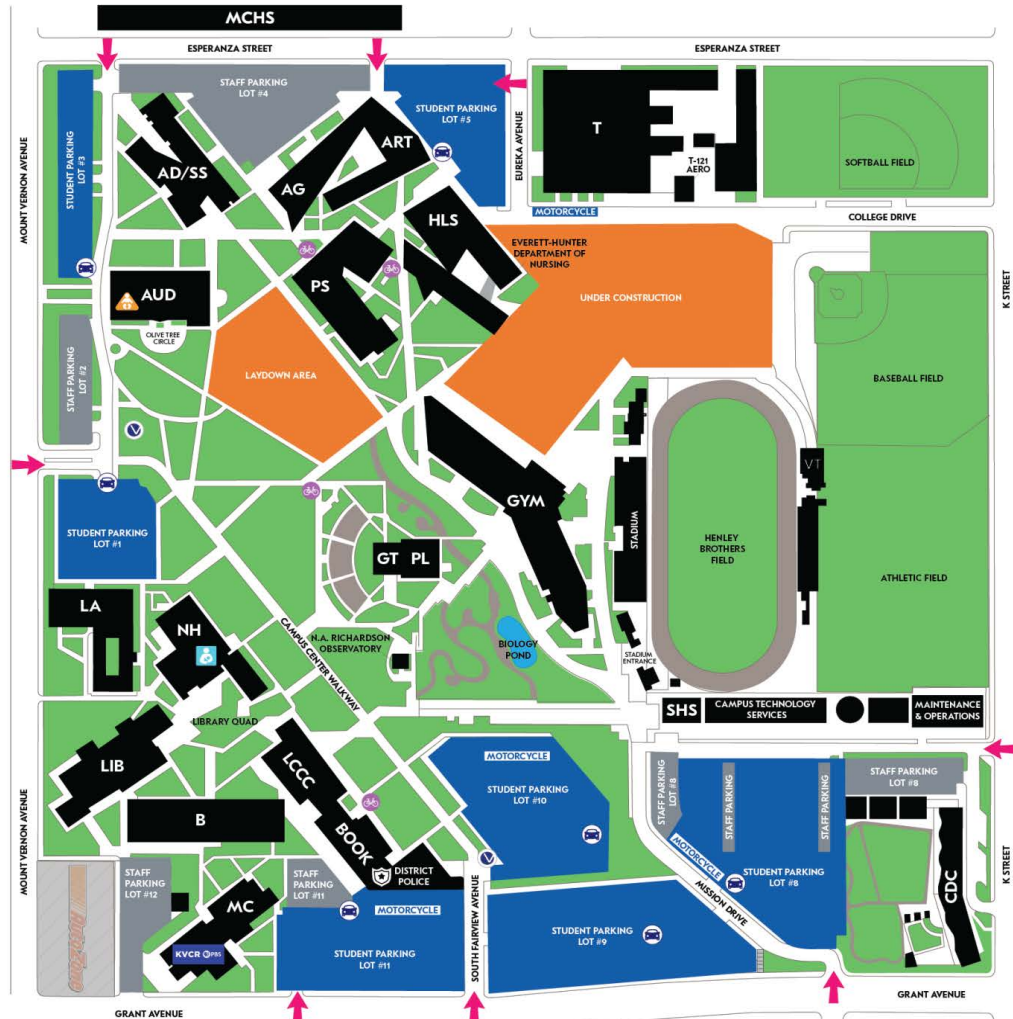 MCHS
ESPERANZA STREET
ESPERANZA STREET
MOUNT VERNON AVENUE
STUDENT PARKING
LOT #3
STAFF PARKING
LOT #4
STUDENT PARKING
LOT #5
EUREKA AVENUE
T
T-121
AERO
SOFTBALL FIELD
MOTORCYCLE
COLLEGE DRIVE
AD/SS
AG
ART
HLS
PS
EVERETT-HUNTER
DEPARTMENT OF
NURSING
UNDER CONSTRUCTION
K STREET
AUD
OLIVE TREE
CIRCLE
STAFF PARKING
LOT #2
LAYDOWN AREA
BASEBALL FIELD
V
VT
GYM
STADIUM
HENLEY
BROTHERS
FIELD
STUDENT PARKING
LOT #1
GT
PL
ATHLETIC FIELD
LA
NH
CAMPUS CENTER WALKWAY
N.A. RICHARDSON
OBSERVATORY
BIOLOGY
POND
STADIUM
ENTRANCE
LIBRARY QUAD
SHS
CAMPUS TECHNOLOGY
SERVICES
MAINTENANCE
& OPERATIONS
LIB
LCCC
MOTORCYCLE
STUDENT PARKING
LOT #10
STAFF PARKING
LOT #8
STAFF PARKING
STAFF PARKING
STAFF PARKING
LOT #8
MOUNT VERNON AVENUE
B
BOOK
DISTRICT
POLICE
V
MOTORCYCLE
STUDENT PARKING
LOT #8
MISSION DRIVE
CDC
K STREET
AutoZone
STAFF
PARKING
LOT #12
MC
STAFF
PARKING
LOT #11
MOTORCYCLE
SOUTH FAIRVIEW AVENUE
STUDENT PARKING
LOT #9
KVCR PBS
STUDENT PARKING
LOT #11
GRANT AVENUE
GRANT AVENUE